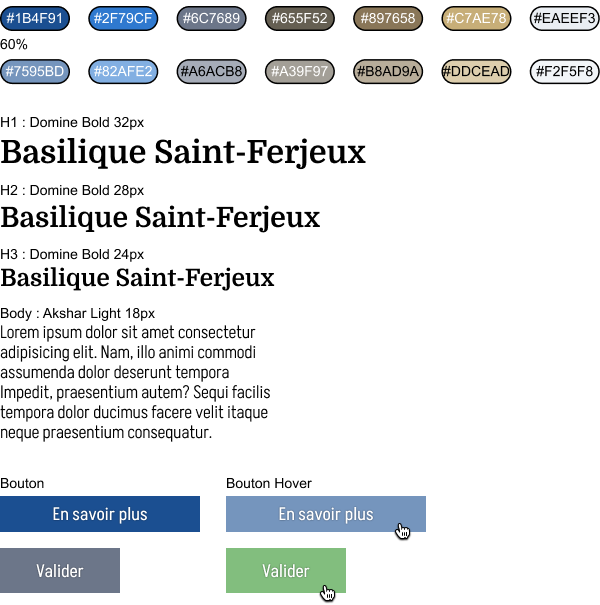 #1B4F91 #2F79CF #6C7689 #655F52 #897658 #C7AE78 #EAEEF3
60%
#7595BD #82AFE2 #A6ACB8 #A39F97 #B8AD9A #DDCEAD #F2F5F8
H1 : Domine Bold 32px
Basilique Saint-Ferjeux
H2 : Domine Bold 28px
Basilique Saint-Ferjeux
H3 : Domine Bold 24px
Basilique Saint-Ferjeux
Body : Akshar Light 18px
Lorem ipsum dolor sit amet consectetur
adipisicing elit. Nam, illo animi commodi
assumenda dolor deserunt tempora
Impedit, praesentium autem? Sequi facilis
tempora dolor ducimus facere velit itaque
neque praesentium consequatur.
Bouton Bouton Hover
En savoir plus En savoir plus
Valider Valider